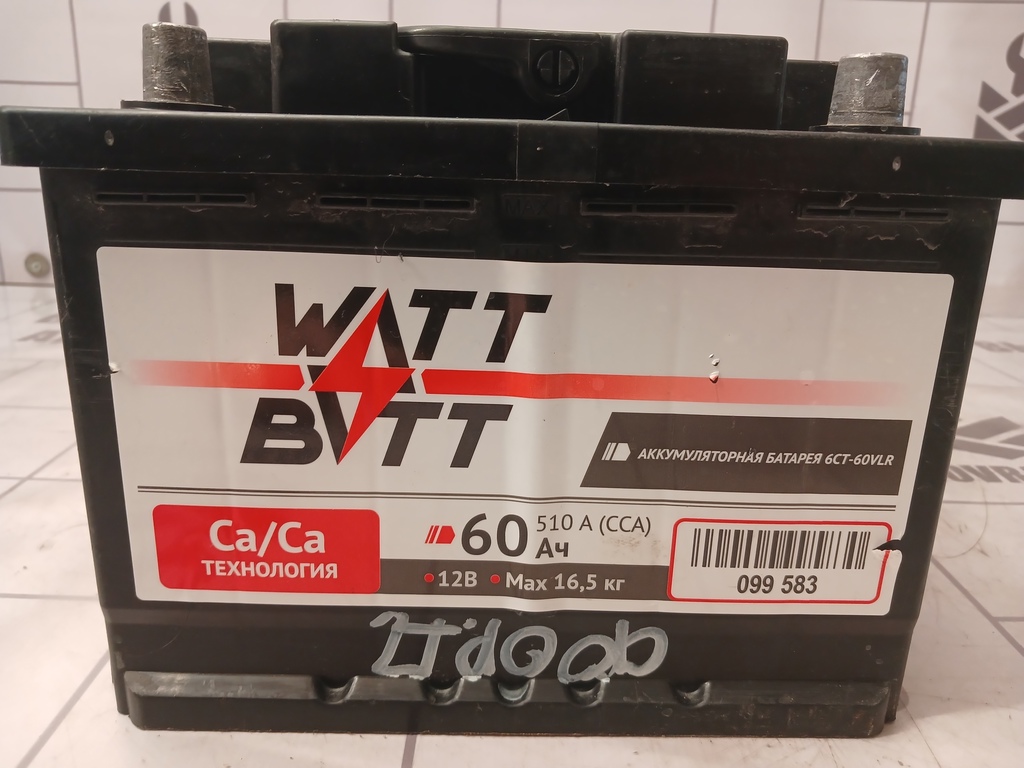 WATT
BATT
АККУМУЛЯТОРНАЯ БАТАРЕЯ 6СТ-60VLR
Ca/Ca
ТЕХНОЛОГИЯ
60 Ач
510 А (CCA)
12В Max 16,5 кг
099 583